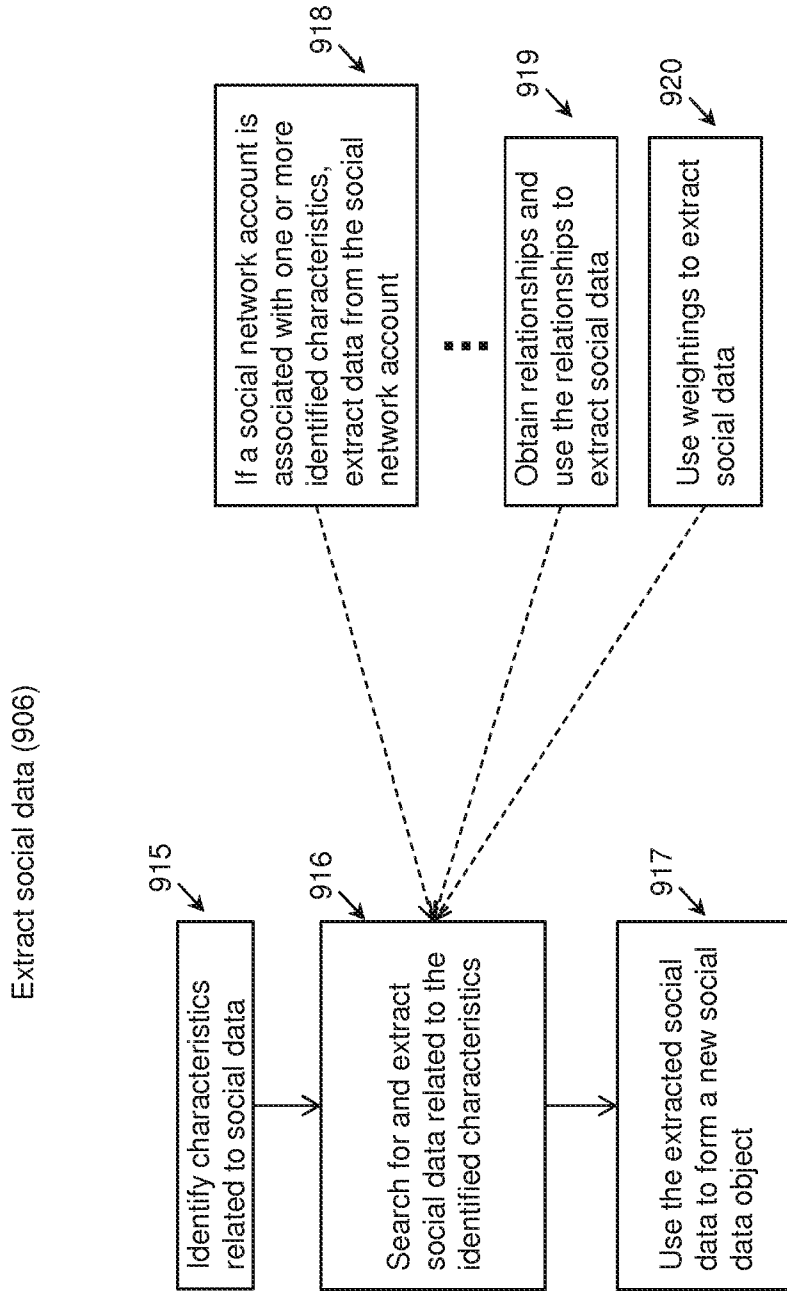 Extract social data (906)
915
Identify characteristics
related to social data
916
Search for and extract
social data related to the
identified characteristics
917
Use the extracted social
data to form a new social
data object
918
If a social network account is
associated with one or more
identified characteristics,
extract data from the social
network account
919
Obtain relationships and
use the relationships to
extract social data
920
Use weightings to extract
social data